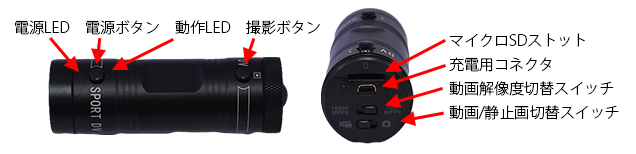 電源LED
電源ボタン
動作LED
撮影ボタン
SPORT DV
マイクロSDストット
充電用コネクタ
動画解像度切替スイッチ
動画/静止画切替スイッチ